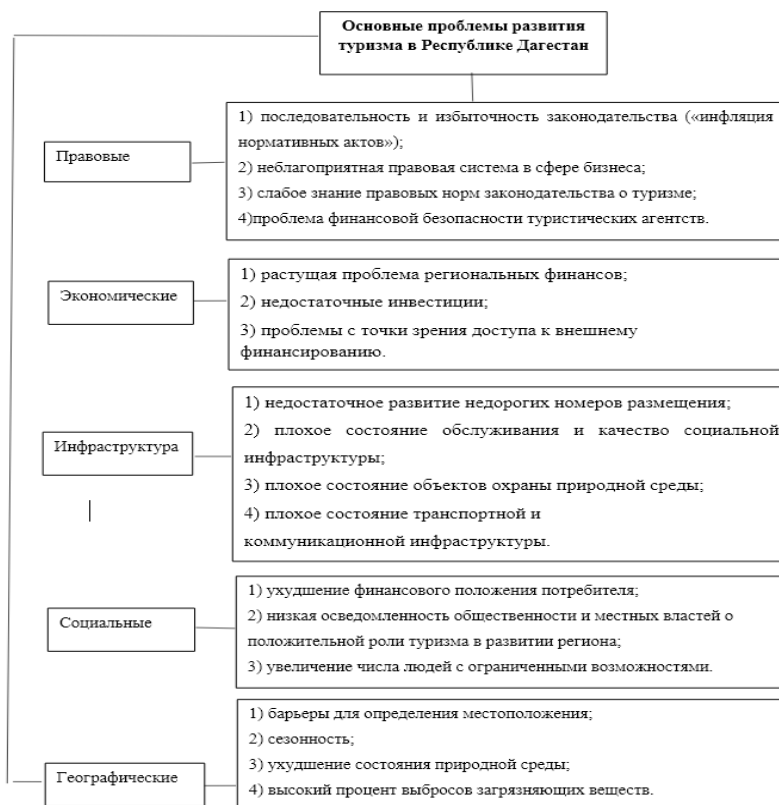 Основные проблемы развития
туризма в Республике Дагестан
Правовые
1) последовательность и избыточность законодательства («инфляция
нормативных актов»);
2) неблагоприятная правовая система в сфере бизнеса;
3) слабое знание правовых норм законодательства о туризме;
4)проблема финансовой безопасности туристических агентств.
Экономические
1) растущая проблема региональных финансов;
2) недостаточные инвестиции;
3) проблемы с точки зрения доступа к внешнему
финансированию.
Инфраструктура
1) недостаточное развитие недорогих номеров размещения;
2) плохое состояние обслуживания и качество социальной
инфраструктуры;
3) плохое состояние объектов охраны природной среды;
4) плохое состояние транспортной и
коммуникационной инфраструктуры.
Социальные
1) ухудшение финансового положения потребителя;
2) низкая осведомленность общественности и местных властей о
положительной роли туризма в развитии региона;
3) увеличение числа людей с ограниченными возможностями.
Географические
1) барьеры для определения местоположения;
2) сезонность;
3) ухудшение состояния природной среды;
4) высокий процент выбросов загрязняющих веществ.